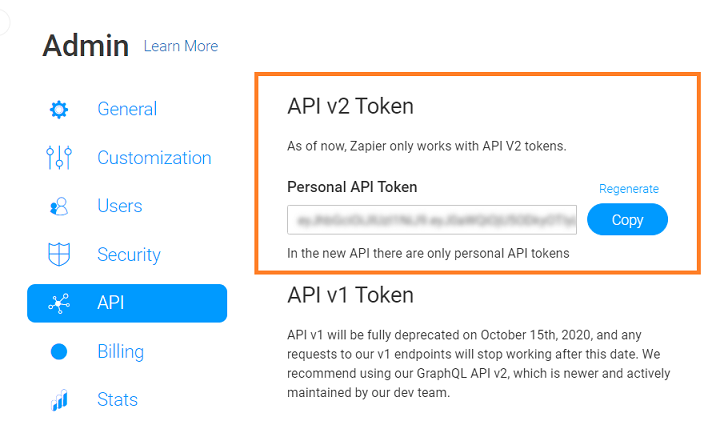 Admin Learn More
General
Customization
Users
Security
API
Billing
Stats
API v2 Token
As of now, Zapier only works with API V2 tokens.
Personal API Token
Regenerate
Copy
In the new API there are only personal API tokens
API v1 Token
API v1 will be fully deprecated on October 15th, 2020, and any
requests to our v1 endpoints will stop working after this date. We
recommend using our GraphQL API v2, which is newer and actively
maintained by our dev team.